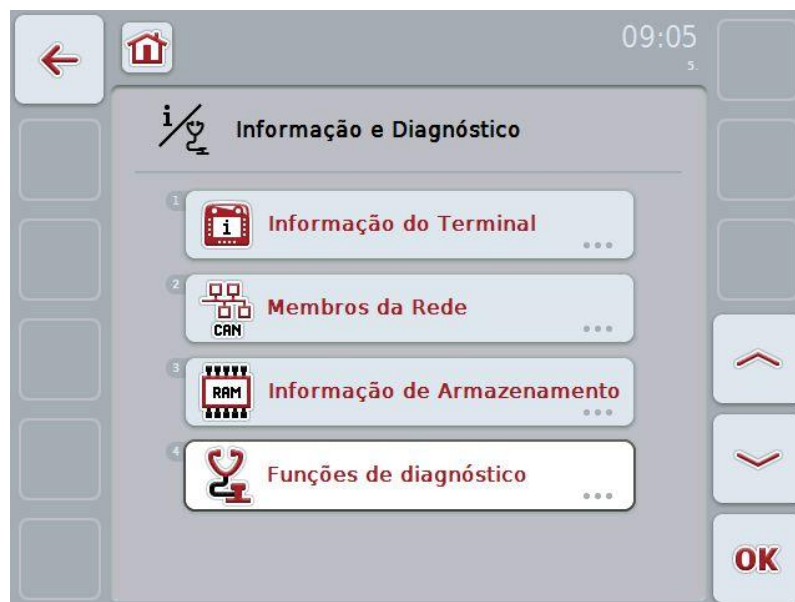 09:05
5.
i
Informação e Diagnóstico
1
i
Informação do Terminal
2
CAN
Membros da Rede
3
RAM
Informação de Armazenamento
4
Funções de diagnóstico
OK